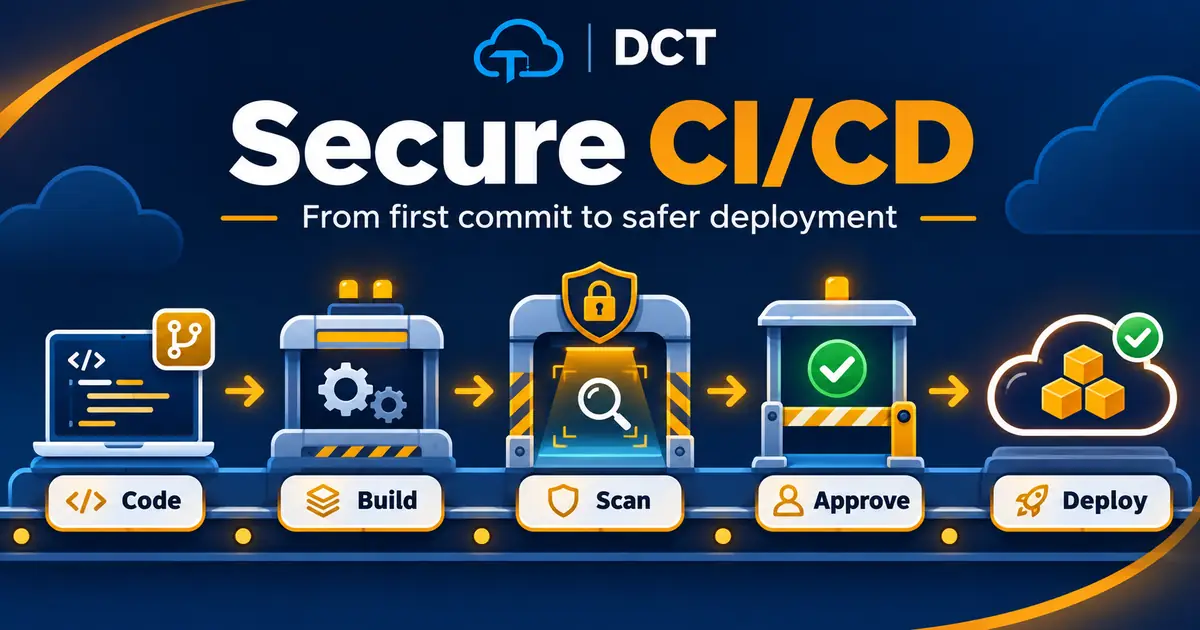 DCT
Secure CI/CD
From first commit to safer deployment
</>
</> Code
Build
Scan
Approve
Deploy